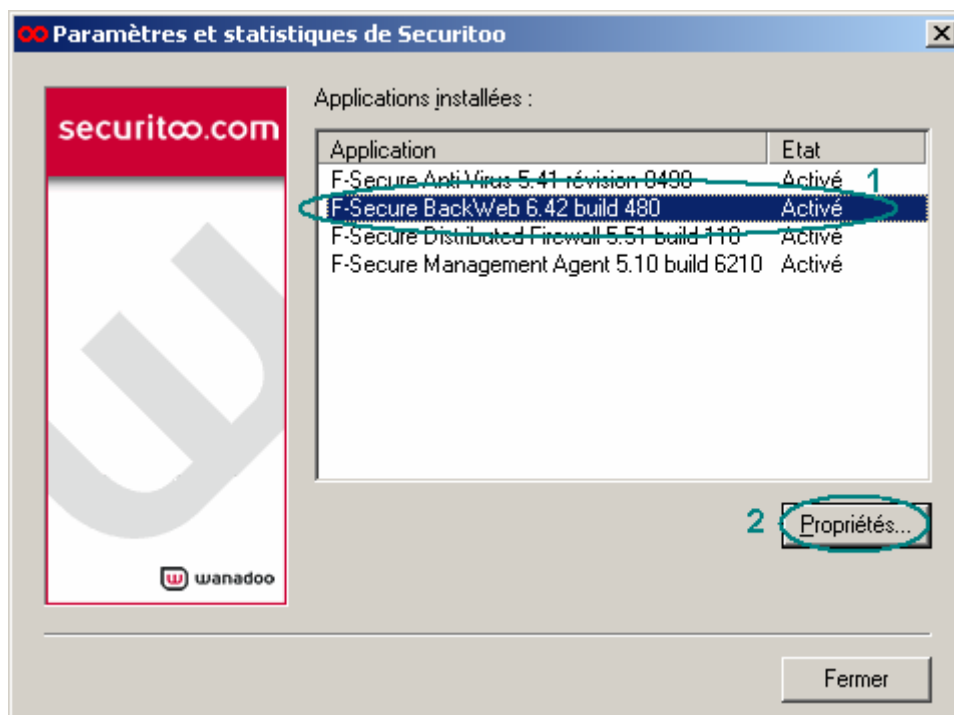 Paramètres et statistiques de Securitoo
securitoo.com
Applications installées :
Application Etat
F-Secure Anti Virus 5.41 révision 8400 Activé 1
F-Secure BackWeb 6.42 build 480 Activé
F-Secure Distributed Firewall 5.51 build 110 Activé
F-Secure Management Agent 5.10 build 6210 Activé
2 Propriétés...
w wanadoo
Fermer